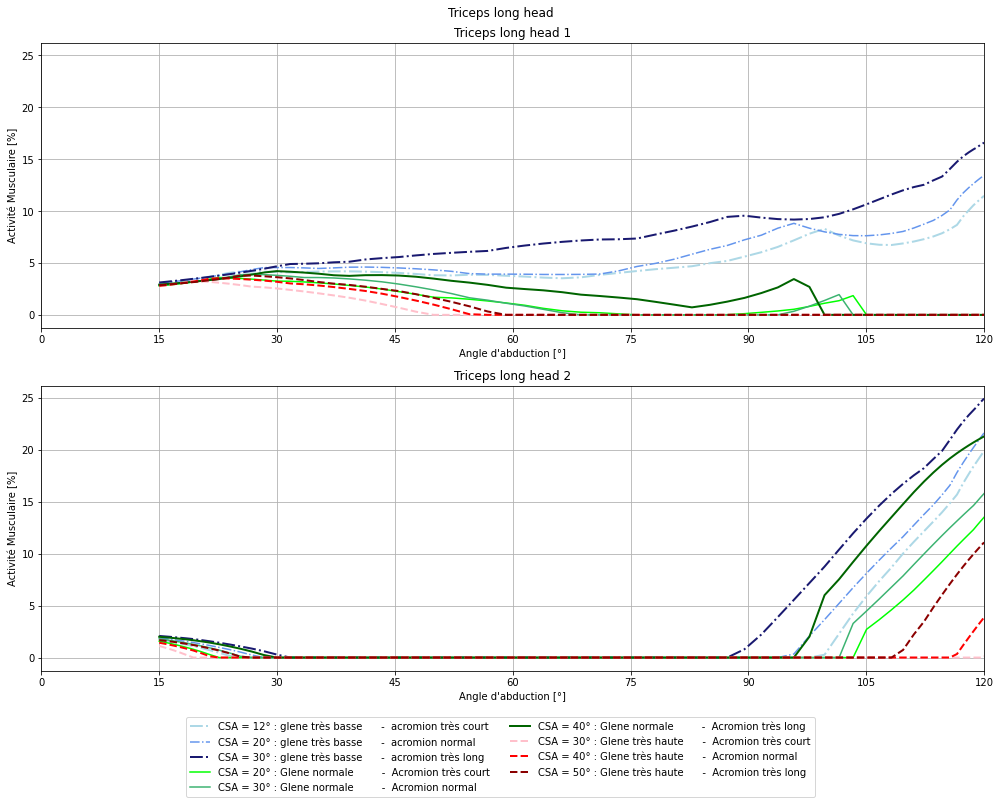 Triceps long head
Triceps long head 1
25
20
15
10
5
0
Activité Musculaire [%]
0 15 30 45 60 75 90 105 120
Angle d'abduction [°]
Triceps long head 2
25
20
15
10
5
0
Activité Musculaire [%]
0 15 30 45 60 75 90 105 120
Angle d'abduction [°]
CSA = 12° : glene très basse - acromion très court
CSA = 20° : glene très basse - acromion normal
CSA = 30° : glene très basse - acromion très long
CSA = 20° : Glene normale - Acromion très court
CSA = 30° : Glene normale - Acromion normal
CSA = 40° : Glene normale - Acromion très long
CSA = 30° : Glene très haute - Acromion très court
CSA = 40° : Glene très haute - Acromion normal
CSA = 50° : Glene très haute - Acromion très long